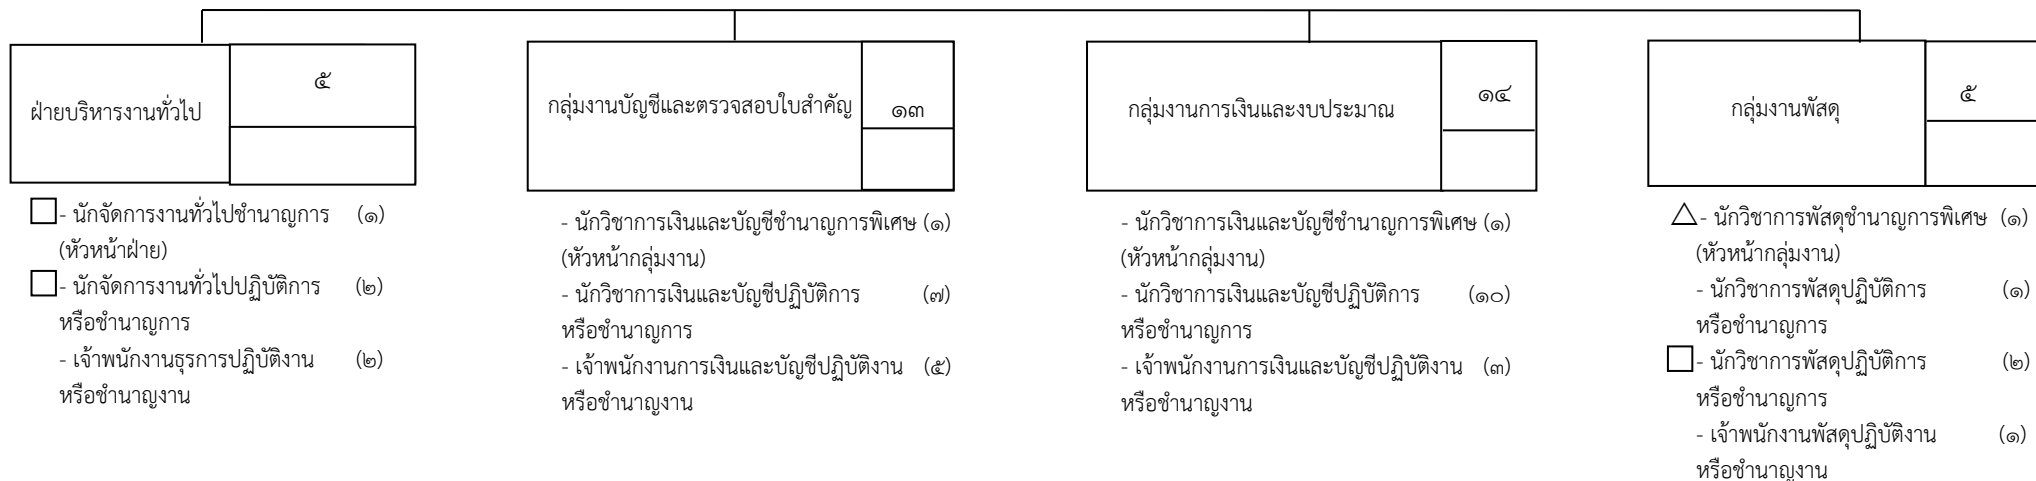 ฝ่ายบริหารงานทั่วไป
๕
- นักจัดการงานทั่วไปชำนาญการ (๑)
(หัวหน้าฝ่าย)
- นักจัดการงานทั่วไปปฏิบัติการ (๒)
หรือชำนาญการ
- เจ้าพนักงานธุรการปฏิบัติงาน (๒)
หรือชำนาญงาน
กลุ่มงานบัญชีและตรวจสอบใบสำคัญ
๑๓
- นักวิชาการเงินและบัญชีชำนาญการพิเศษ (๑)
(หัวหน้ากลุ่มงาน)
- นักวิชาการเงินและบัญชีปฏิบัติการ (๗)
หรือชำนาญการ
- เจ้าพนักงานการเงินและบัญชีปฏิบัติงาน (๕)
หรือชำนาญงาน
กลุ่มงานการเงินและงบประมาณ
๑๔
- นักวิชาการเงินและบัญชีชำนาญการพิเศษ (๑)
(หัวหน้ากลุ่มงาน)
- นักวิชาการเงินและบัญชีปฏิบัติการ (๑๐)
หรือชำนาญการ
- เจ้าพนักงานการเงินและบัญชีปฏิบัติงาน (๓)
หรือชำนาญงาน
กลุ่มงานพัสดุ
๕
- นักวิชาการพัสดุชำนาญการพิเศษ (๑)
(หัวหน้ากลุ่มงาน)
- นักวิชาการพัสดุปฏิบัติการ (๑)
หรือชำนาญการ
- นักวิชาการพัสดุปฏิบัติการ (๒)
หรือชำนาญการ
- เจ้าพนักงานพัสดุปฏิบัติงาน (๑)
หรือชำนาญงาน